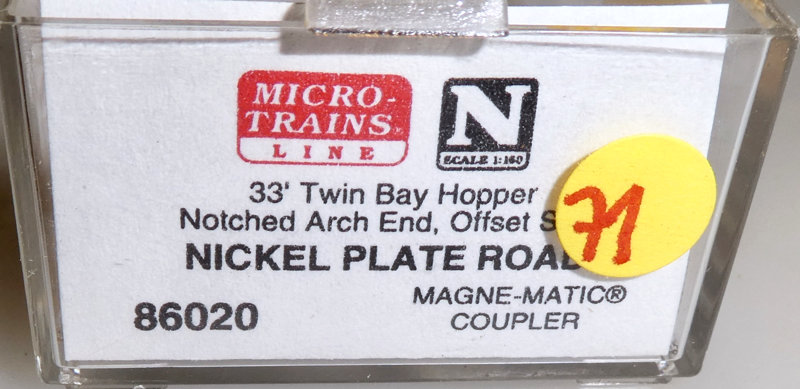 MICRO-
TRAINS
LINE
N
SCALE 1:160
33' Twin Bay Hopper
Notched Arch End, Offset
NICKEL PLATE ROAD
71
86020
MAGNE-MATIC®
COUPLER